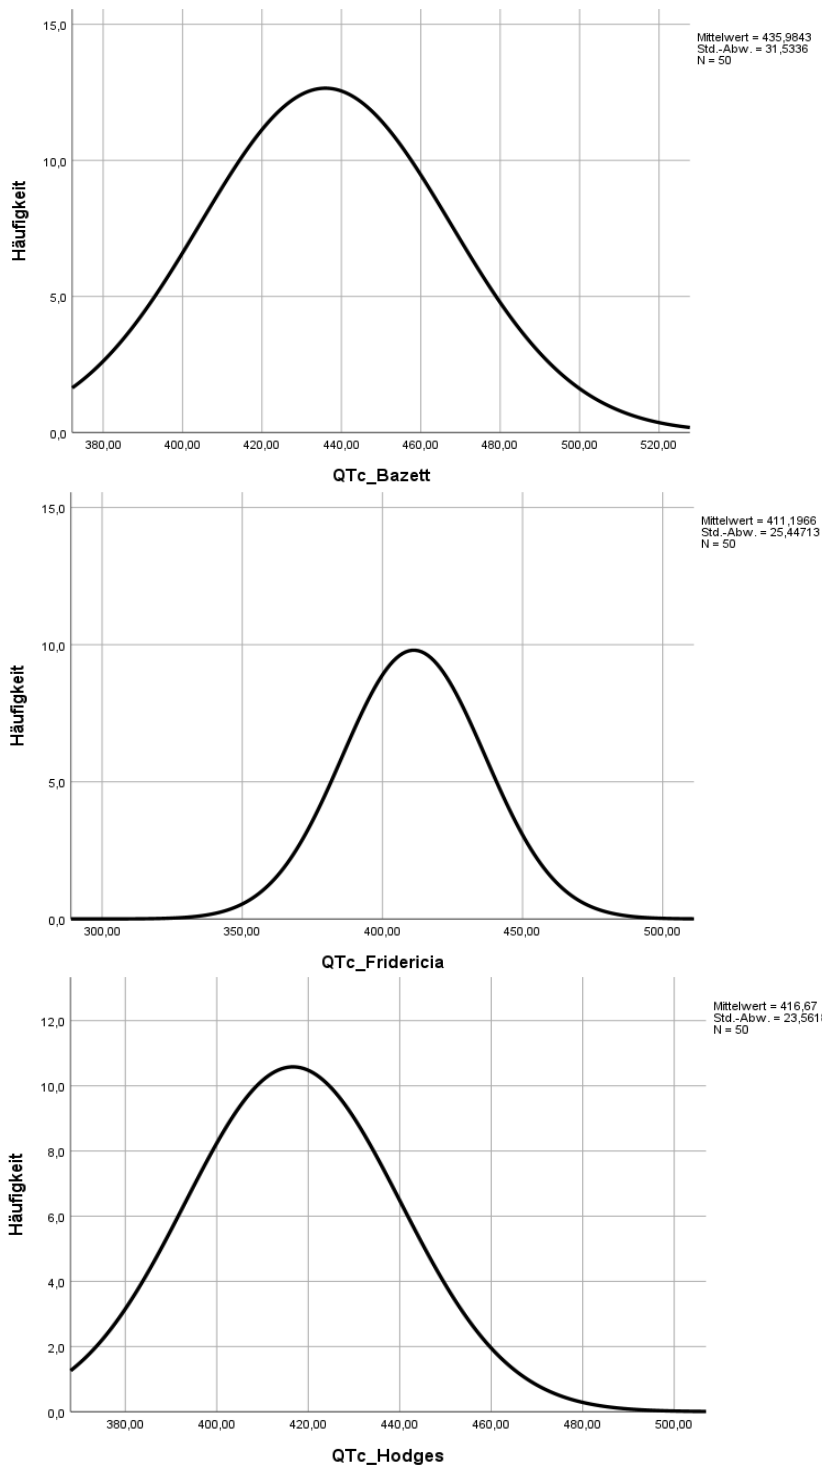 15,0
10,0
5,0
0,0
Häufigkeit
380,00 400,00 420,00 440,00 460,00 480,00 500,00 520,00
QTc_Bazett
Mittelwert = 435,9843
Std.-Abw. = 31,5336
N = 50
15,0
10,0
5,0
0,0
Häufigkeit
300,00 350,00 400,00 450,00 500,00
QTc_Fridericia
Mittelwert = 411,1966
Std.-Abw. = 25,44713
N = 50
12,0
10,0
8,0
6,0
4,0
2,0
0,0
Häufigkeit
380,00 400,00 420,00 440,00 460,00 480,00 500,00
QTc_Hodges
Mittelwert = 416,67
Std.-Abw. = 23,561
N = 50